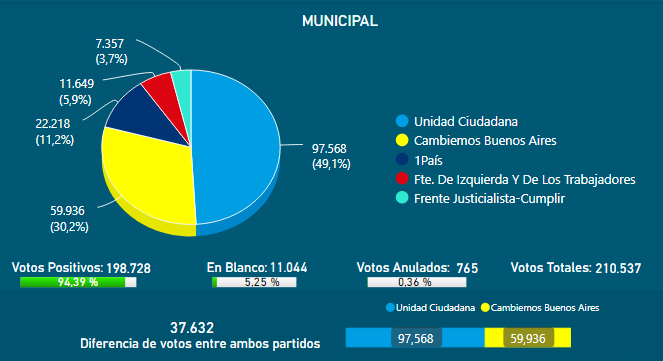 MUNICIPAL
7.357
(3,7%)
11.649
(5,9%)
22.218
(11,2%)
59.936
(30,2%)
97.568
(49,1%)
Unidad Ciudadana
Cambiemos Buenos Aires
1País
Fte. De Izquierda Y De Los Trabajadores
Frente Justicialista-Cumplir
Votos Positivos: 198.728
94,39 %
En Blanco: 11.044
5,25 %
Votos Anulados: 765
0,36 %
Votos Totales: 210.537
Unidad Ciudadana Cambiemos Buenos Aires
37.632
Diferencia de votos entre ambos partidos
97,568 59,936